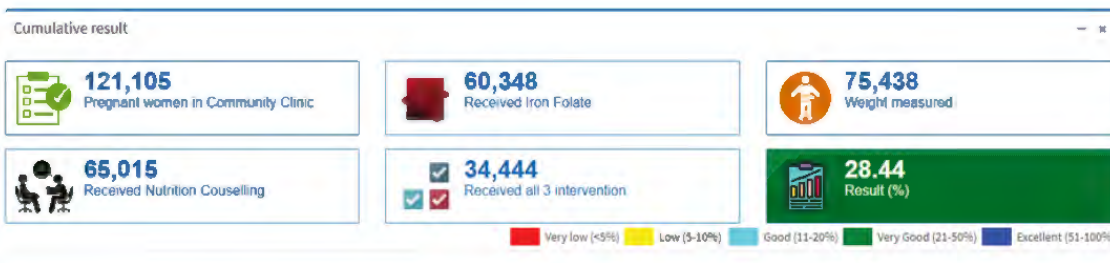 Cumulative result
121,105
Pregnant women in Community Clinic
60,348
Received Iron Folate
75,438
Weight measured
65,015
Received Nutrition Couselling
34,444
Received all 3 intervention
28.44
Result (%)
Very low (<5%) Low (5-10%) Good (11-20%) Very Good (21-50%) Excellent (51-100%